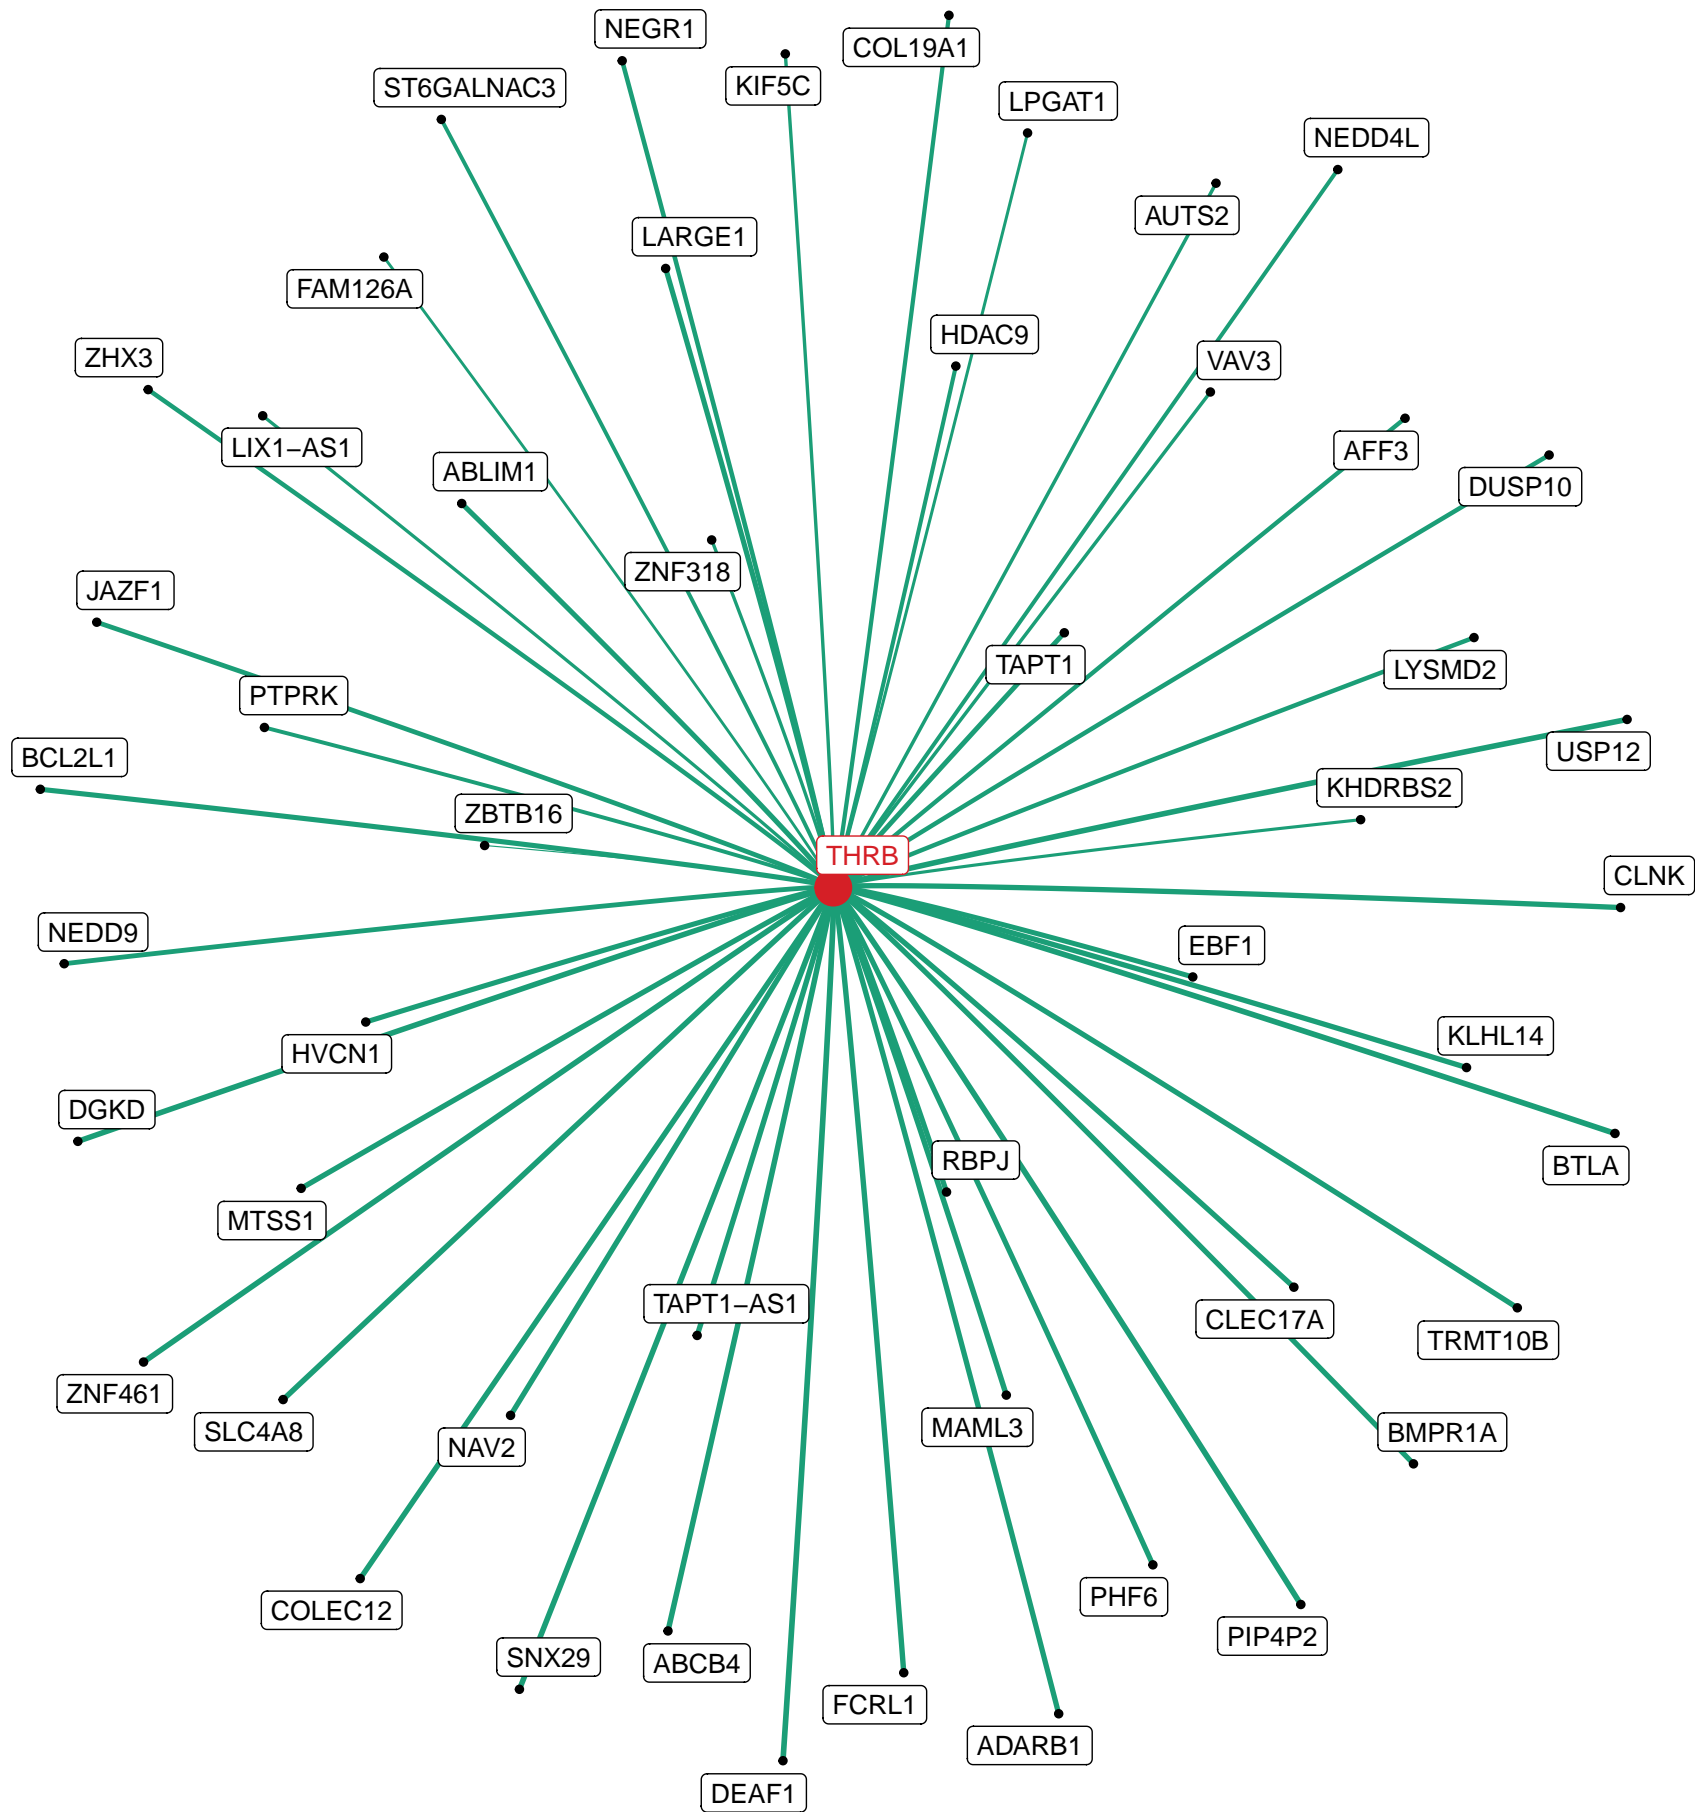 NEGR1
COL19A1
KIF5C
ST6GALNAC3
LPGAT1
NEDD4L
AUTS2
LARGE1
FAM126A
HDAC9
ZHX3
VAV3
LIX1−AS1
AFF3
ABLIM1
DUSP10
ZNF318
JAZF1
TAPT1
LYSMD2
PTPRK
USP12
BCL2L1
KHDRBS2
ZBTB16
THRB
CLNK
NEDD9
EBF1
KLHL14
HVCN1
DGKD
RBPJ
BTLA
MTSS1
TAPT1−AS1
CLEC17A
TRMT10B
ZNF461
MAML3
SLC4A8
BMPR1A
NAV2
PHF6
COLEC12
PIP4P2
SNX29
ABCB4
FCRL1
ADARB1
DEAF1